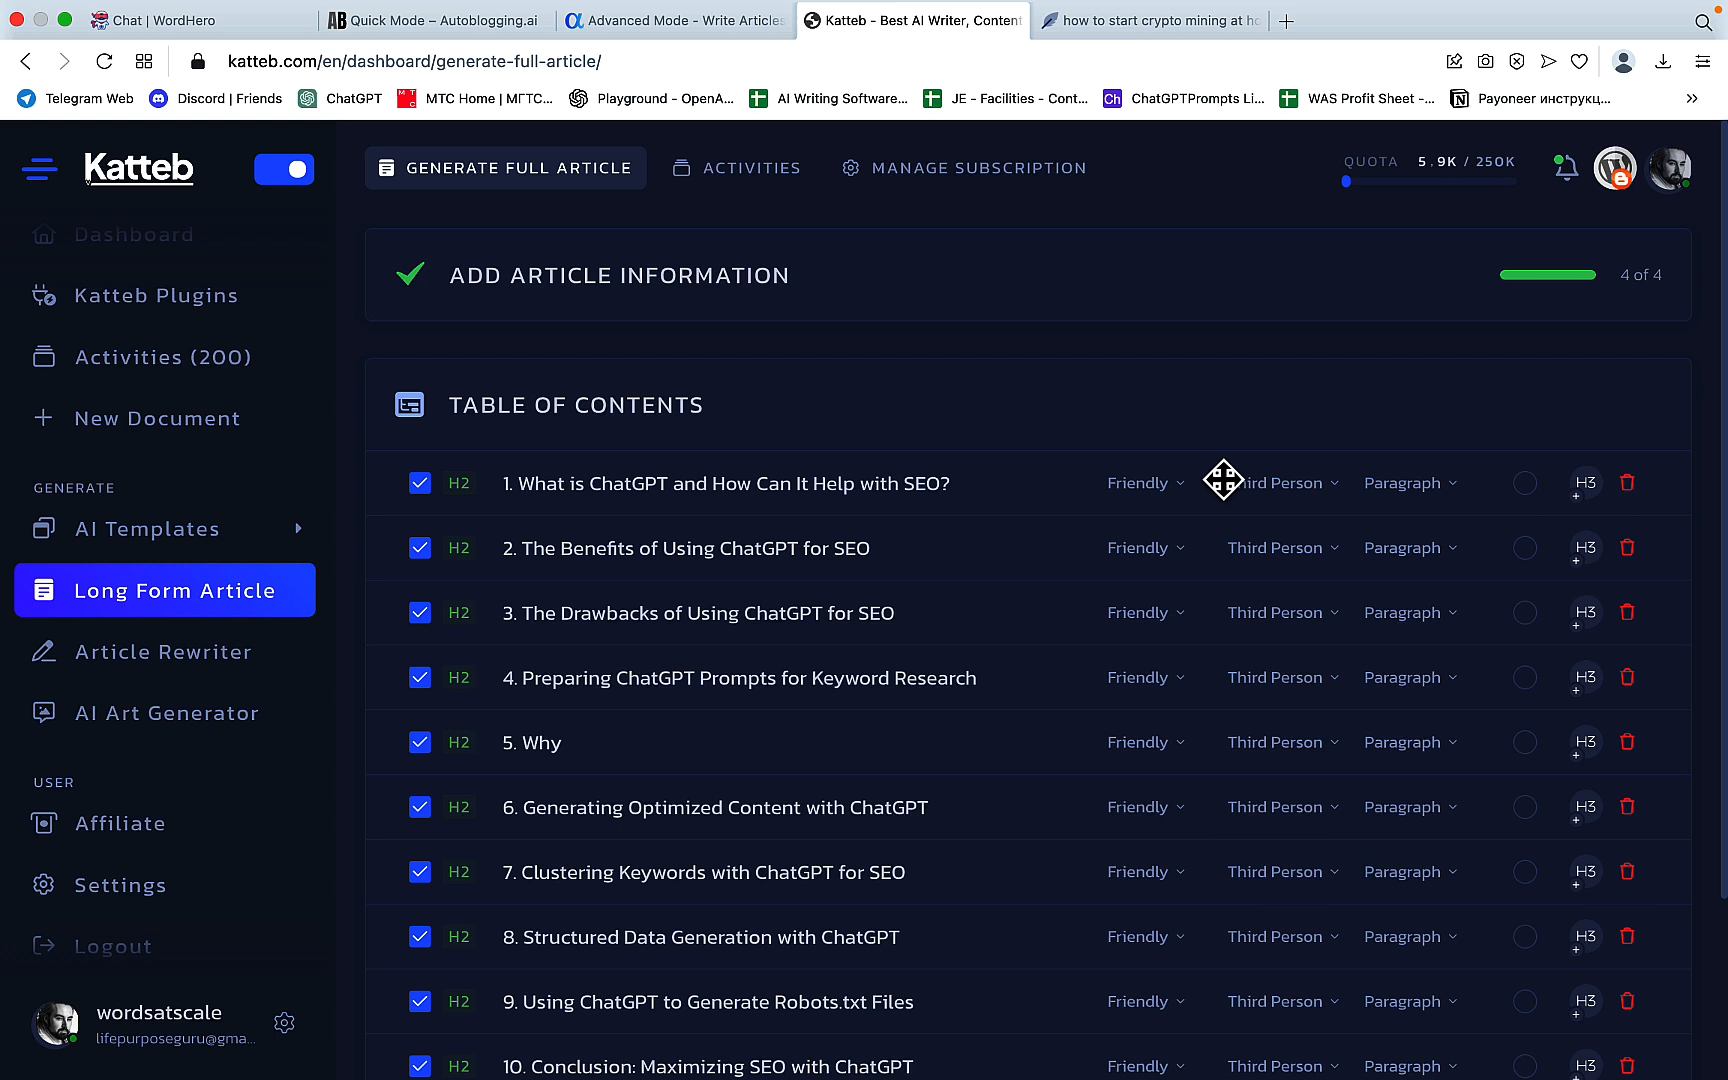 Chat | WordHero
Quick Mode – Autoblogging.ai
Advanced Mode - Write Articles
Katteb - Best AI Writer, Content
how to start crypto mining at ho
katteb.com/en/dashboard/generate-full-article/
Telegram Web
Discord | Friends
ChatGPT
МТС Home | МГТС...
Playground - OpenA...
AI Writing Software...
JE - Facilities - Cont...
Ch ChatGPTPrompts Li...
WAS Profit Sheet -...
Payoneer инструкц...
Katteb
GENERATE FULL ARTICLE
ACTIVITIES
MANAGE SUBSCRIPTION
QUOTA 5,9K / 250K
Dashboard
Katteb Plugins
Activities (200)
New Document
GENERATE
AI Templates
Long Form Article
Article Rewriter
AI Art Generator
USER
Affiliate
Settings
Logout
wordsatscale
lifepurposeguru@gma...
ADD ARTICLE INFORMATION
4 of 4
TABLE OF CONTENTS
H2 1. What is ChatGPT and How Can It Help with SEO? Friendly hird Person Paragraph H3
H2 2. The Benefits of Using ChatGPT for SEO Friendly Third Person Paragraph H3
H2 3. The Drawbacks of Using ChatGPT for SEO Friendly Third Person Paragraph H3
H2 4. Preparing ChatGPT Prompts for Keyword Research Friendly Third Person Paragraph H3
H2 5. Why Friendly Third Person Paragraph H3
H2 6. Generating Optimized Content with ChatGPT Friendly Third Person Paragraph H3
H2 7. Clustering Keywords with ChatGPT for SEO Friendly Third Person Paragraph H3
H2 8. Structured Data Generation with ChatGPT Friendly Third Person Paragraph H3
H2 9. Using ChatGPT to Generate Robots.txt Files Friendly Third Person Paragraph H3
H2 10. Conclusion: Maximizing SEO with ChatGPT Friendly Third Person Paragraph H3